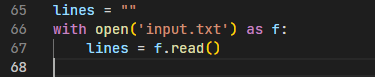 65 lines = ""
66 with open('input.txt') as f:
67     lines = f.read()
68